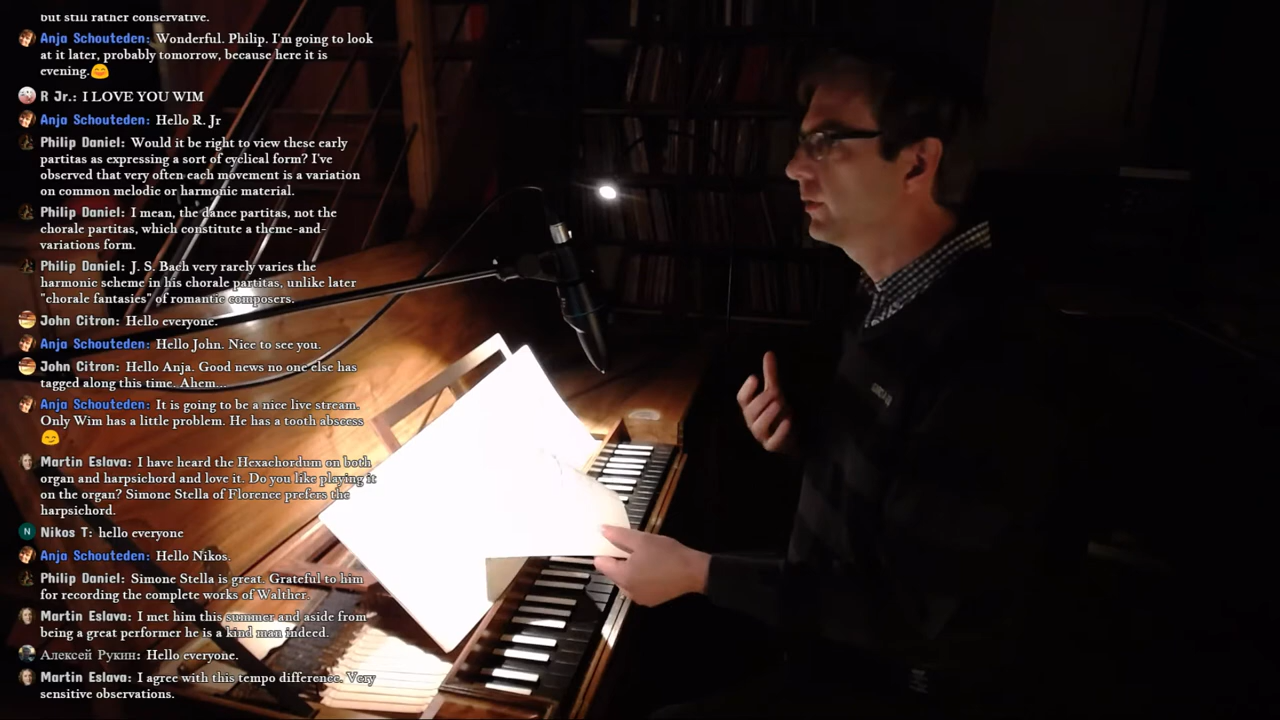 but still rather conservative.
Anja Schouteden: Wonderful. Philip. I'm going to look
at it later, probably tomorrow, because here it is
evening.😊
R Jr.: I LOVE YOU WIM
Anja Schouteden: Hello R. Jr
Philip Daniel: Would it be right to view these early
partitas as expressing a sort of cyclical form? I've
observed that very often each movement is a variation
on common melodic or harmonic material.
Philip Daniel: I mean, the dance partitas, not the
chorale partitas, which constitute a theme-and-
variations form.
Philip Daniel: J. S. Bach very rarely varies the
harmonic scheme in his chorale partitas, unlike later
"chorale fantasies" of romantic composers.
John Citron: Hello everyone.
Anja Schouteden: Hello John. Nice to see you.
John Citron: Hello Anja. Good news no one else has
tagged along this time. Ahem...
Anja Schouteden: It is going to be a nice live stream.
Only Wim has a little problem. He has a tooth abscess
😏
Martin Eslava: I have heard the Hexachordum on both
organ and harpsichord and love it. Do you like playing it
on the organ? Simone Stella of Florence prefers the
harpsichord.
N Nikos T: hello everyone
Anja Schouteden: Hello Nikos.
Philip Daniel: Simone Stella is great. Grateful to him
for recording the complete works of Walther.
Martin Eslava: I met him this summer and aside from
being a great performer he is a kind man indeed.
Алексей Рукин: Hello everyone.
Martin Eslava: I agree with this tempo difference. Very
sensitive observations.